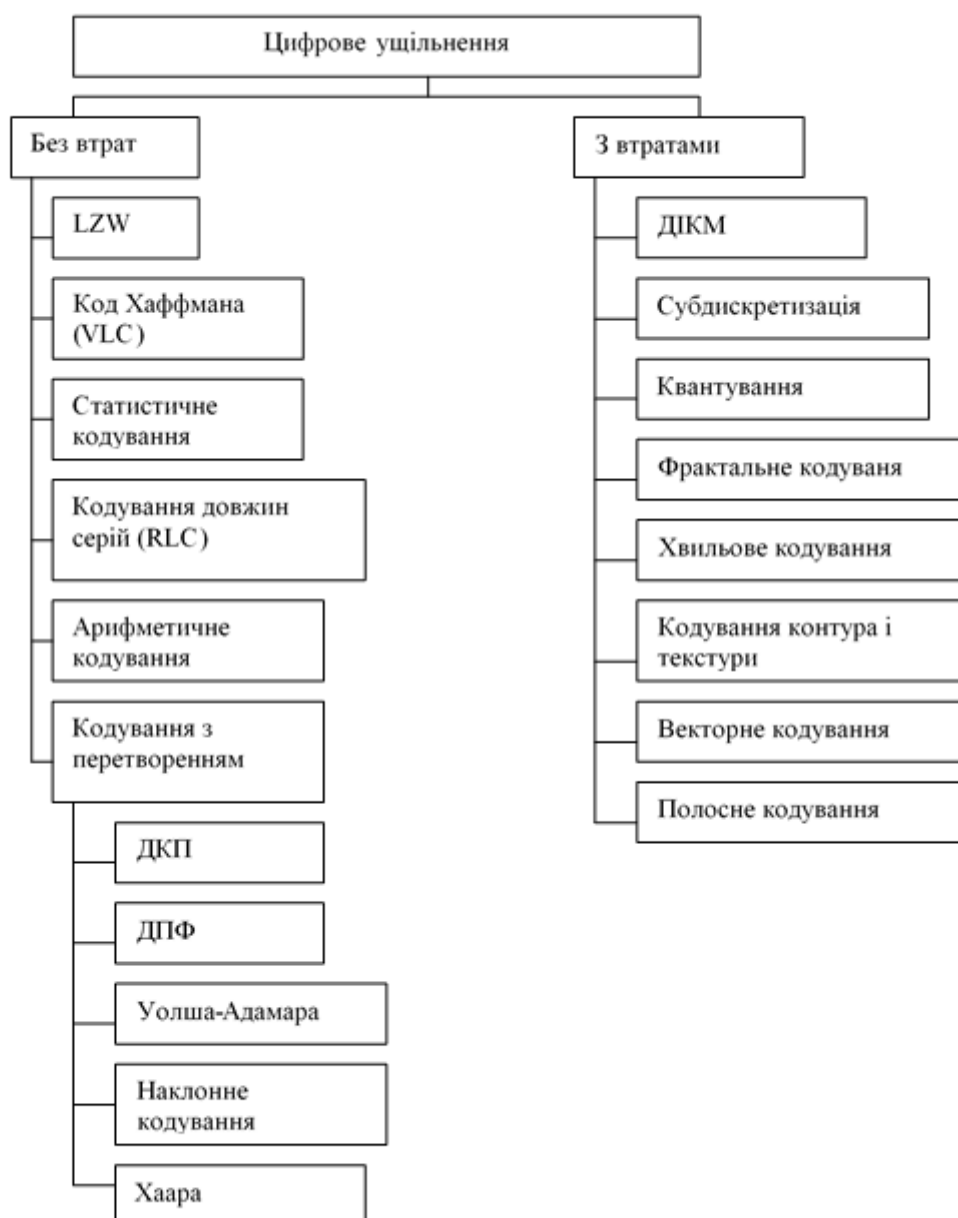 Цифрове ущільнення
Без втрат
LZW
Код Хаффмана
(VLC)
Статистичне
кодування
Кодування довжин
серій (RLC)
Арифметичне
кодування
Кодування з
перетворенням
ДКП
ДПФ
Уолша-Адамара
Наклонне
кодування
Хаара
З втратами
ДІКМ
Субдискретизація
Квантування
Фрактальне кодуваня
Хвильове кодування
Кодування контура і
текстури
Векторне кодування
Полосне кодування